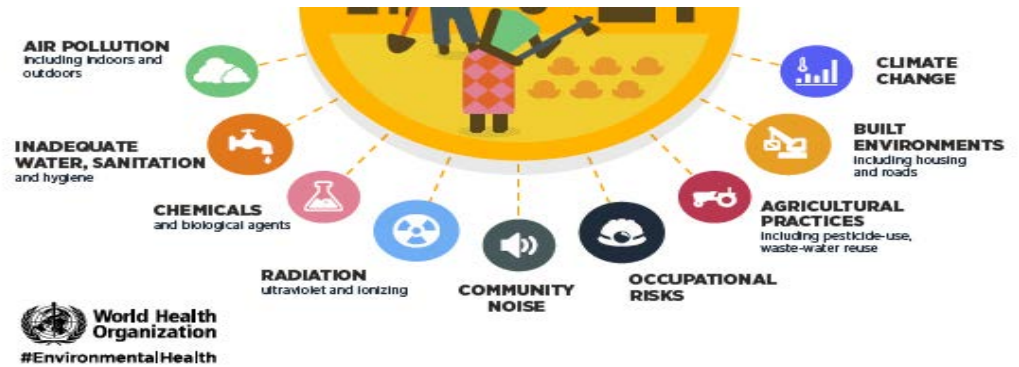 AIR POLLUTION
including indoors and
outdoors
INADEQUATE
WATER, SANITATION
and hygiene
CHEMICALS
and biological agents
RADIATION
ultraviolet and ionizing
COMMUNITY
NOISE
OCCUPATIONAL
RISKS
AGRICULTURAL
PRACTICES
including pesticide-use,
waste-water reuse
BUILT
ENVIRONMENTS
including housing
and roads
CLIMATE
CHANGE
World Health
Organization
#EnvironmentalHealth